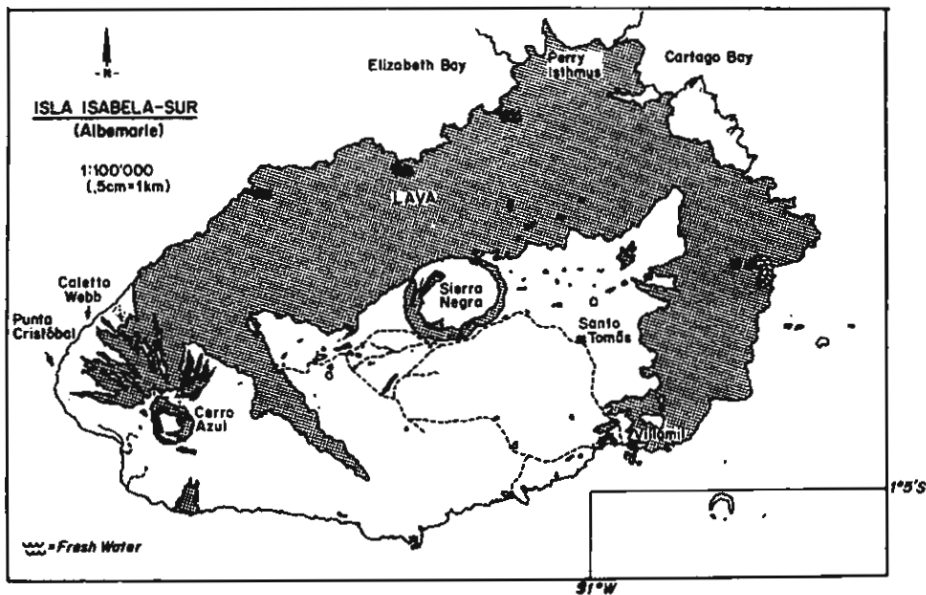 -N-
ISLA ISABELA-SUR
(Albemarle)
1:100'000
(,5cm=1km)
Elizabeth Bay
Perry
Isthmus
Cartago Bay
LAVA
Caletta
Webb
Punta
Cristóbal
Sierra
Negra
Santo
Tomás
Cerro
Azul
Villamil
1°5'S
=Fresh Water
91°W